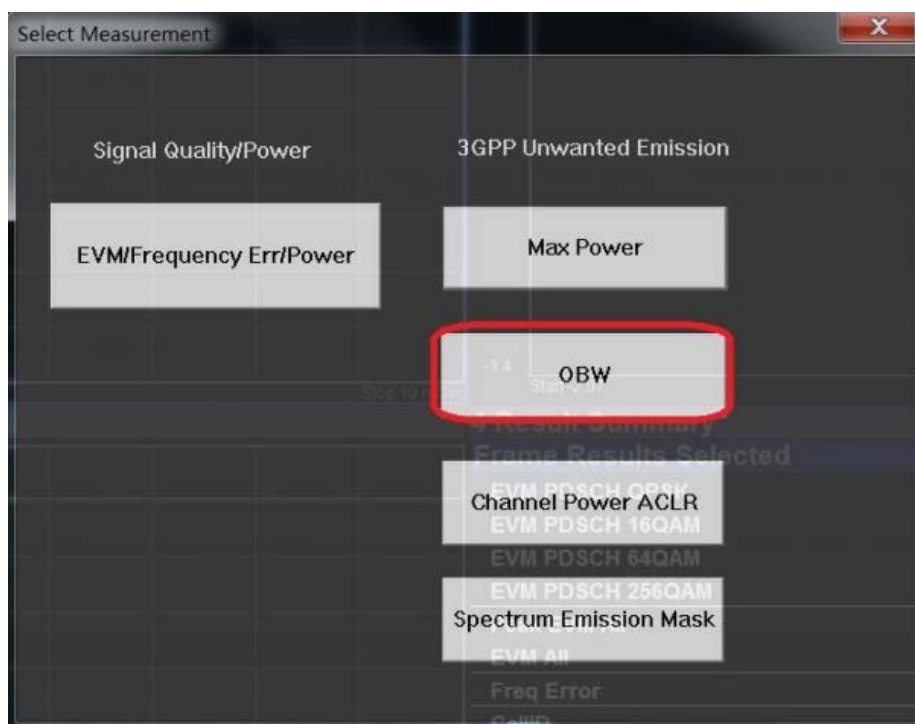 Select Measurement
X
Signal Quality/Power
3GPP Unwanted Emission
EVM/Frequency Err/Power
Max Power
OBW
Channel Power ACLR
Spectrum Emission Mask
-1.4
Result Summary
Frame Results Selected
EVM PDSCH QPSK
EVM PDSCH 16QAM
EVM PDSCH 64QAM
EVM PDSCH 256QAM
EVM All
Freq Error